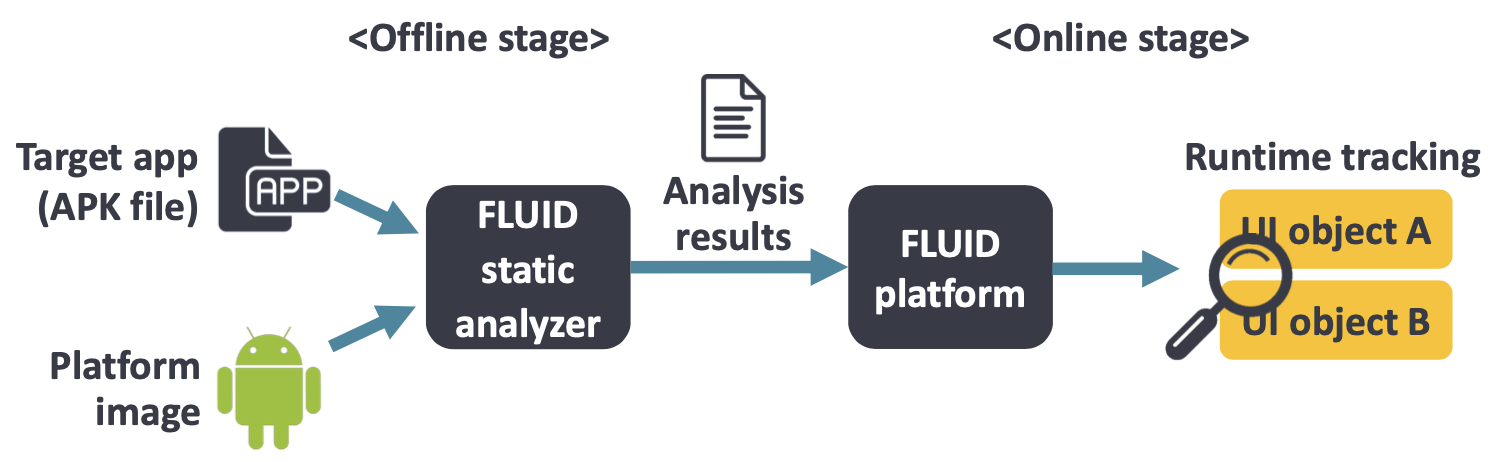 <Offline stage>
<Online stage>
Target app
(APK file)
APP
Platform
image
FLUID
static
analyzer
Analysis
results
FLUID
platform
Runtime tracking
UI object A
UI object B